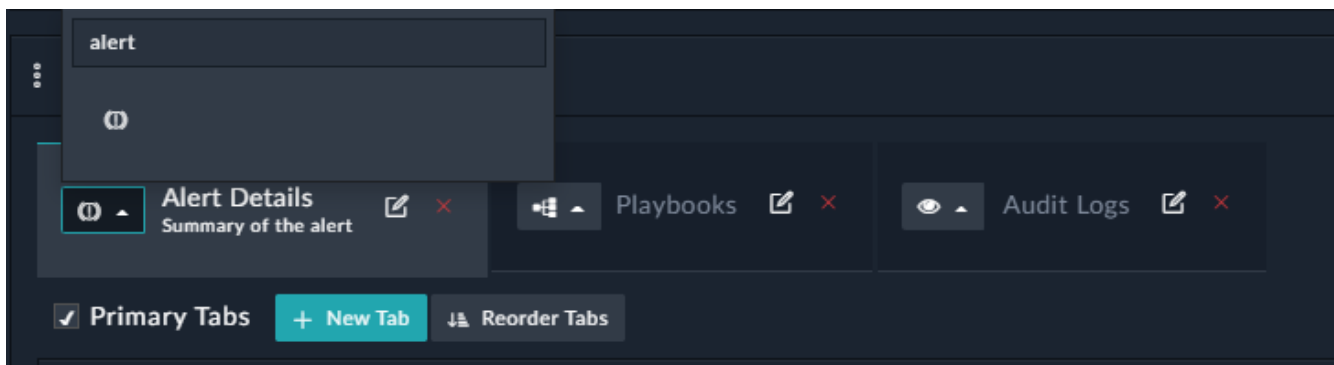 alert
Alert Details
Summary of the alert
Playbooks
Audit Logs
Primary Tabs
+ New Tab
Reorder Tabs